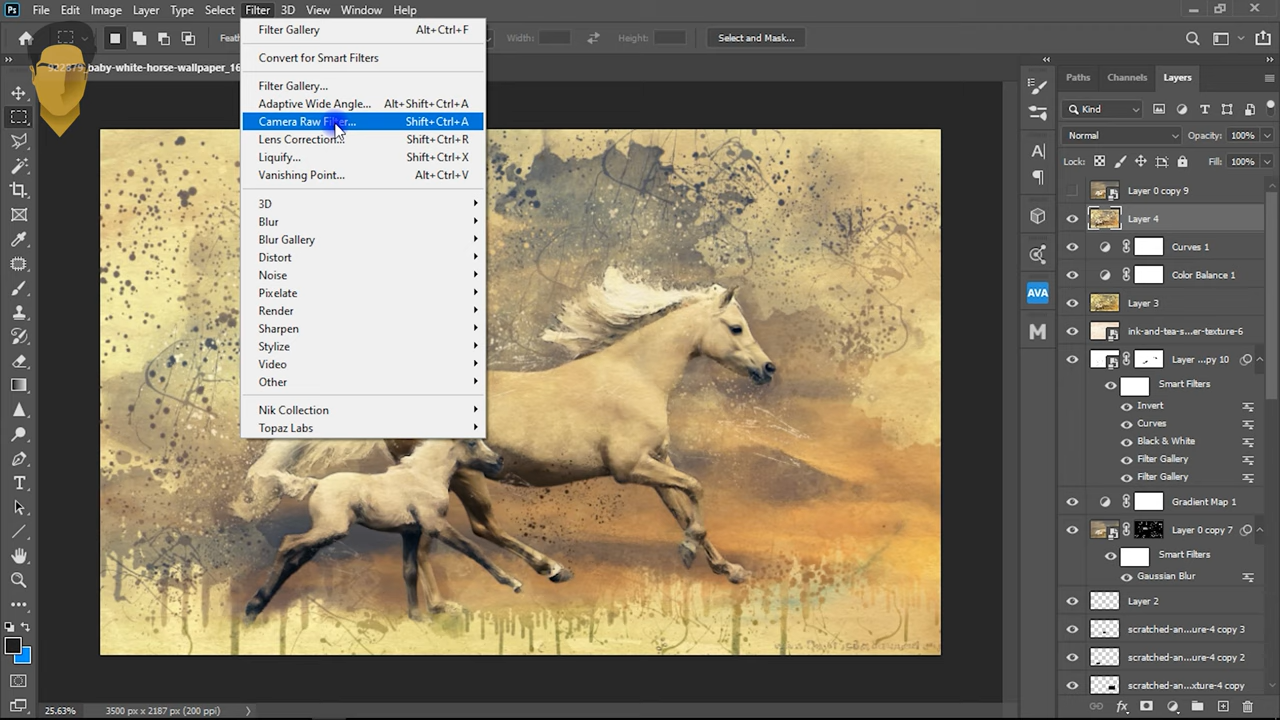 Ps File Edit Image Layer Type Select Filter 3D View Window Help
Feath Width: Height: Select and Mask...
922879_baby-white-horse-wallpaper_16
Filter Gallery Alt+Ctrl+F
Convert for Smart Filters
Filter Gallery...
Adaptive Wide Angle... Alt+Shift+Ctrl+A
Camera Raw Filter... Shift+Ctrl+A
Lens Correction... Shift+Ctrl+R
Liquify... Shift+Ctrl+X
Vanishing Point... Alt+Ctrl+V
3D
Blur
Blur Gallery
Distort
Noise
Pixelate
Render
Sharpen
Stylize
Video
Other
Nik Collection
Topaz Labs
AVA
M
Paths Channels Layers
Kind
Normal Opacity: 100%
Lock: Fill: 100%
Layer 0 copy 9
Layer 4
Curves 1
Color Balance 1
Layer 3
ink-and-tea-s...er-texture-6
Layer ...py 10
Smart Filters
Invert
Curves
Black & White
Filter Gallery
Filter Gallery
Gradient Map 1
Layer 0 copy 7
Smart Filters
Gaussian Blur
Layer 2
scratched-an...ure-4 copy 3
scratched-an...ure-4 copy 2
scratched-an...xture-4 copy
25.63% 3500 px x 2187 px (200 ppi)